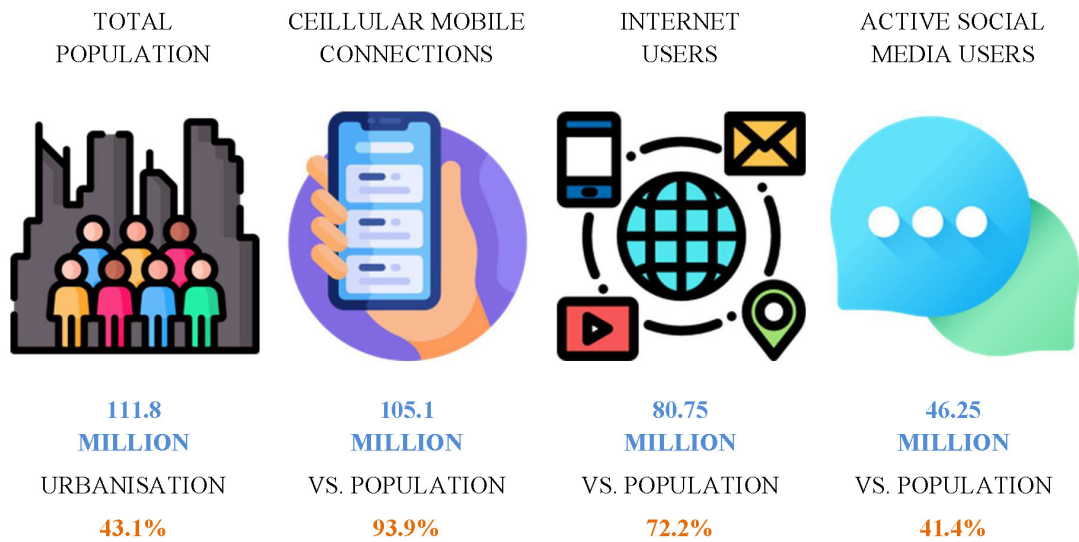 TOTAL
POPULATION
CEILLULAR MOBILE
CONNECTIONS
INTERNET
USERS
ACTIVE SOCIAL
MEDIA USERS
111.8
MILLION
URBANISATION
43.1%
105.1
MILLION
VS. POPULATION
93.9%
80.75
MILLION
VS. POPULATION
72.2%
46.25
MILLION
VS. POPULATION
41.4%